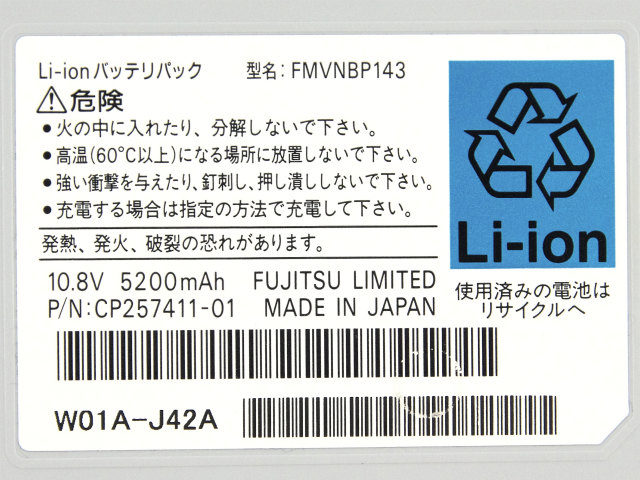 Li-ionバッテリパック 型名: FMVNBP143
⚠危険
●火の中に入れたり、分解しないで下さい。
●高温(60℃以上)になる場所に放置しないで下さい。
●強い衝撃を与えたり、釘刺し、押し潰ししないで下さい。
●充電する場合は指定の方法で充電して下さい。
発熱、発火、破裂の恐れがあります。
10.8V 5200mAh FUJITSU LIMITED
P/N:CP257411-01 MADE IN JAPAN
Li-ion
使用済みの電池は
リサイクルへ
W01A-J42A